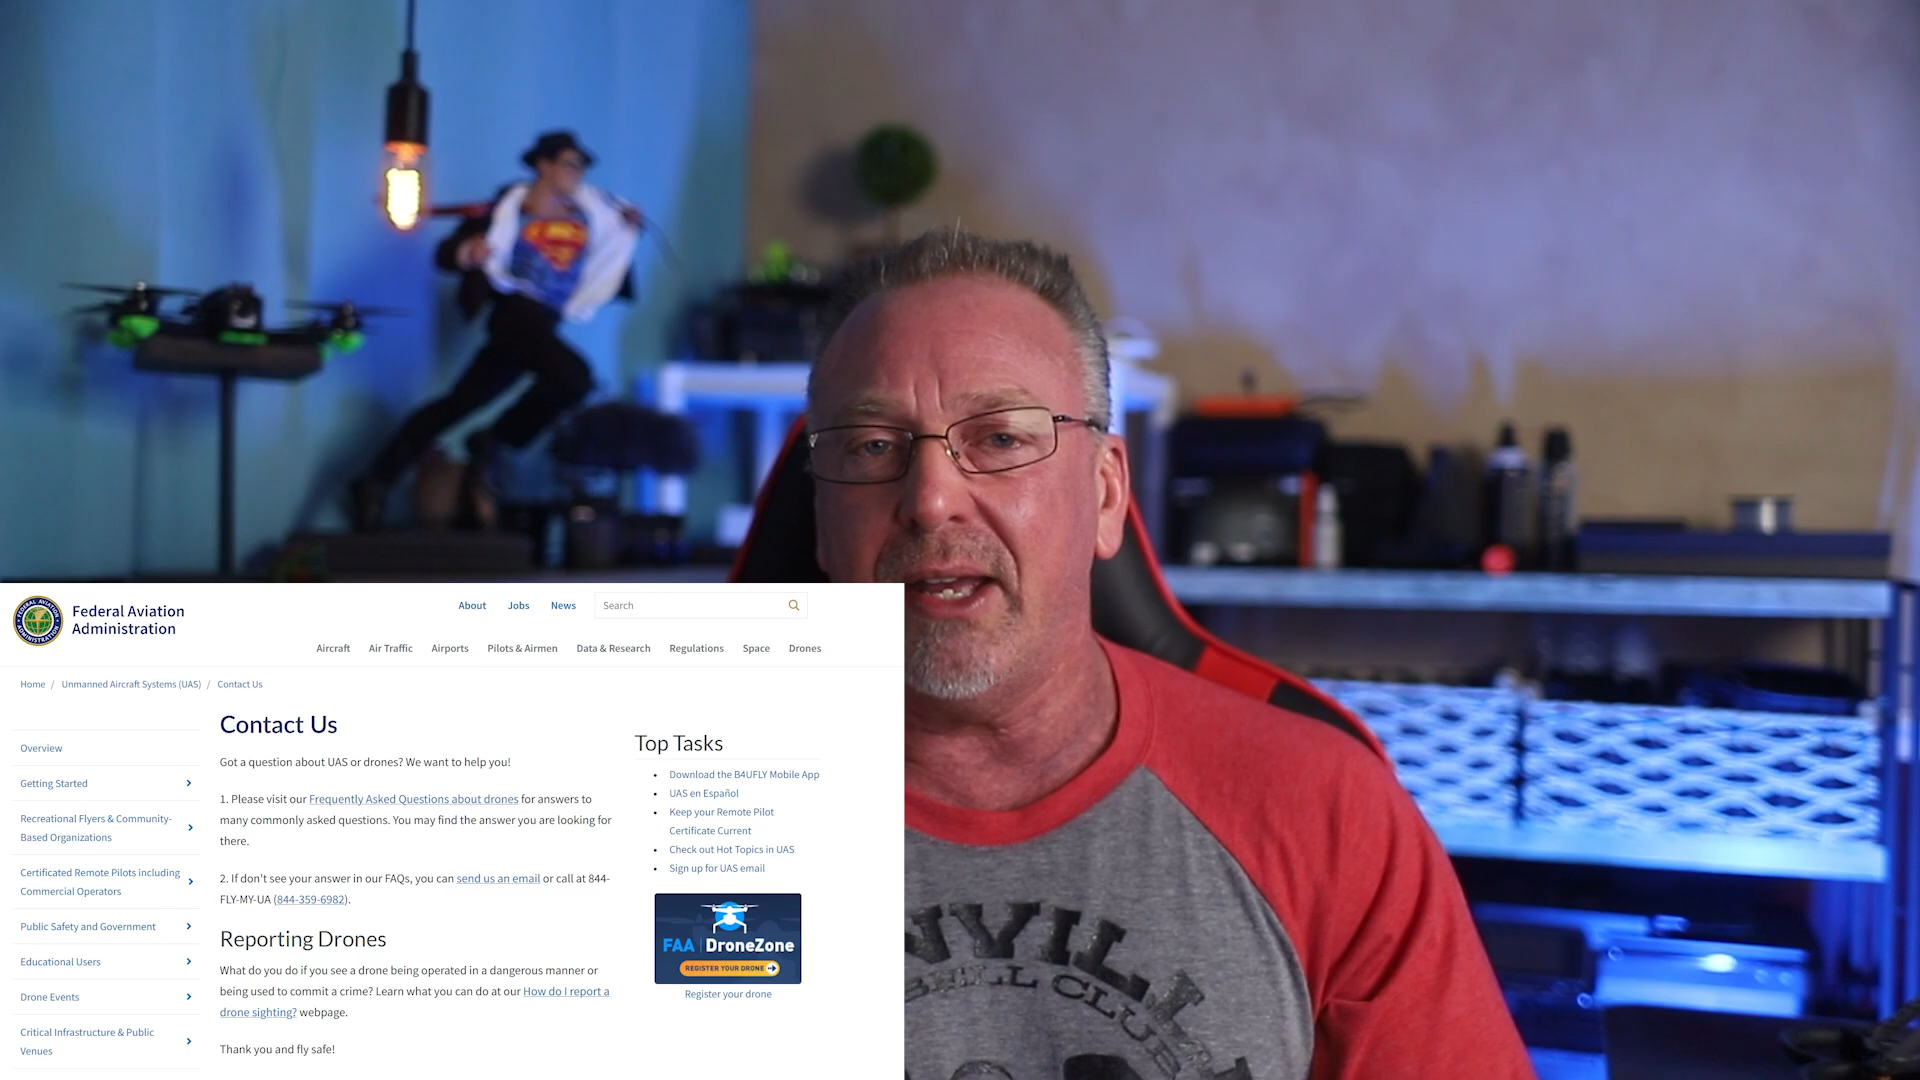 Federal Aviation
Administration
About Jobs News Search
Aircraft Air Traffic Airports Pilots & Airmen Data & Research Regulations Space Drones
Home / Unmanned Aircraft Systems (UAS) / Contact Us
Overview
Getting Started
Recreational Flyers & Community-
Based Organizations
Certificated Remote Pilots including
Commercial Operators
Public Safety and Government
Educational Users
Drone Events
Critical Infrastructure & Public
Venues
Contact Us
Got a question about UAS or drones? We want to help you!
1. Please visit our Frequently Asked Questions about drones for answers to
many commonly asked questions. You may find the answer you are looking for
there.
2. If don't see your answer in our FAQs, you can send us an email or call at 844-
FLY-MY-UA (844-359-6982).
Reporting Drones
What do you do if you see a drone being operated in a dangerous manner or
being used to commit a crime? Learn what you can do at our How do I report a
drone sighting? webpage.
Thank you and fly safe!
Top Tasks
• Download the B4UFLY Mobile App
• UAS en Español
• Keep your Remote Pilot
Certificate Current
• Check out Hot Topics in UAS
• Sign up for UAS email
FAA DroneZone
REGISTER YOUR DRONE
Register your drone